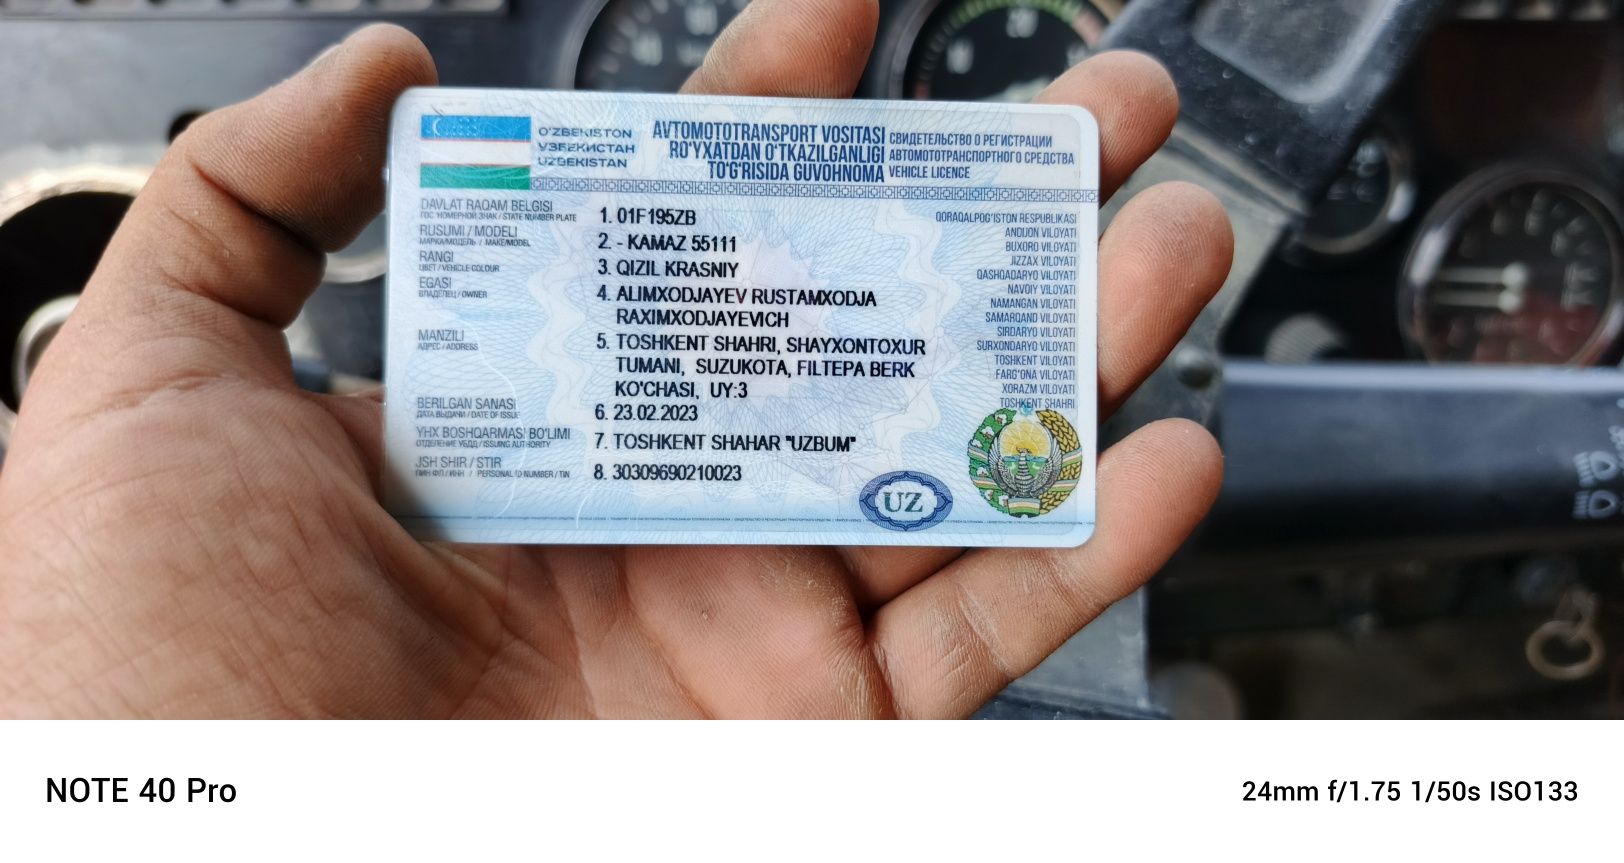 O'ZBEKISTON
ЎЗБЕКИСТАН
UZBEKISTAN
AVTOMOTOTRANSPORT VOSITASI
RO'YXATDAN O'TKAZILGANLIGI
TO'G'RISIDA GUVOHNOMA
СВИДЕТЕЛЬСТВО О РЕГИСТРАЦИИ
АВТОМОТОТРАНСПОРТНОГО СРЕДСТВА
VEHICLE LICENCE
DAVLAT RAQAM BELGISI
ГОС. НОМЕРНОЙ ЗНАК / STATE NUMBER PLATE
1. 01F195ZB
RUSUMI / MODELI
МАРКА/МОДЕЛЬ / MAKE/MODEL
2. - KAMAZ 55111
RANGI
ЦВЕТ / VEHICLE COLOUR
3. QIZIL KRASNIY
EGASI
ВЛАДЕЛЕЦ / OWNER
4. ALIMXODJAYEV RUSTAMXODJA
RAXIMXODJAYEVICH
MANZILI
АДРЕС / ADDRESS
5. TOSHKENT SHAHRI, SHAYXONTOXUR
TUMANI, SUZUKOTA, FILTEPA BERK
KO'CHASI, UY:3
BERILGAN SANASI
ДАТА ВЫДАЧИ / DATE OF ISSUE
6. 23.02.2023
YHX BOSHQARMASI BO'LIMI
ОТДЕЛЕНИЕ УБДД / ISSUING AUTHORITY
7. TOSHKENT SHAHAR "UZBUM"
JSH SHIR / STIR
/ PERSONAL ID NUMBER / TIN
8. 30309690210023
QORAQALPOG'ISTON RESPUBLIKASI
ANDIJON VILOYATI
BUXORO VILOYATI
JIZZAX VILOYATI
QASHQADARYO VILOYATI
NAVOIY VILOYATI
NAMANGAN VILOYATI
SAMARQAND VILOYATI
SIRDARYO VILOYATI
SURXONDARYO VILOYATI
TOSHKENT VILOYATI
FARG'ONA VILOYATI
XORAZM VILOYATI
TOSHKENT SHAHRI
UZ
NOTE 40 Pro
24mm f/1.75 1/50s ISO133